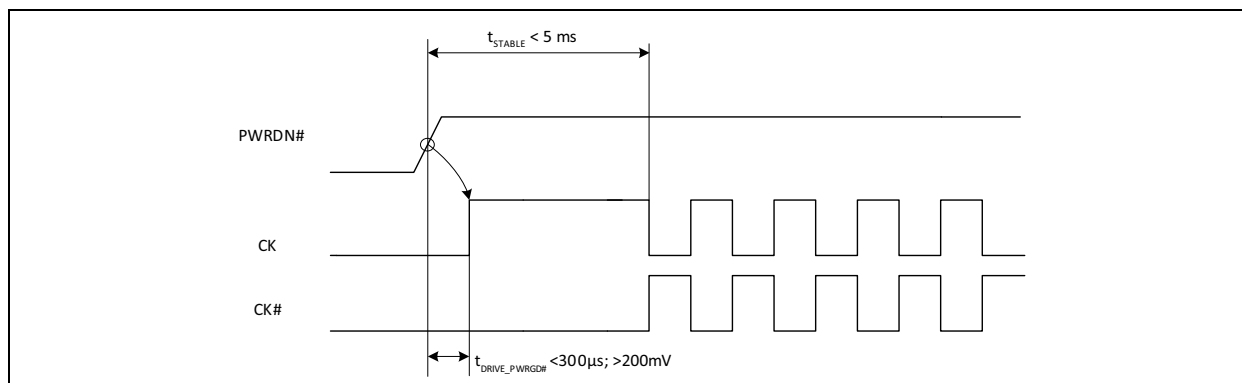 t_STABLE < 5 ms
PWRDN#
CK
CK#
t_DRIVE_PWRGD# <300µs; >200mV